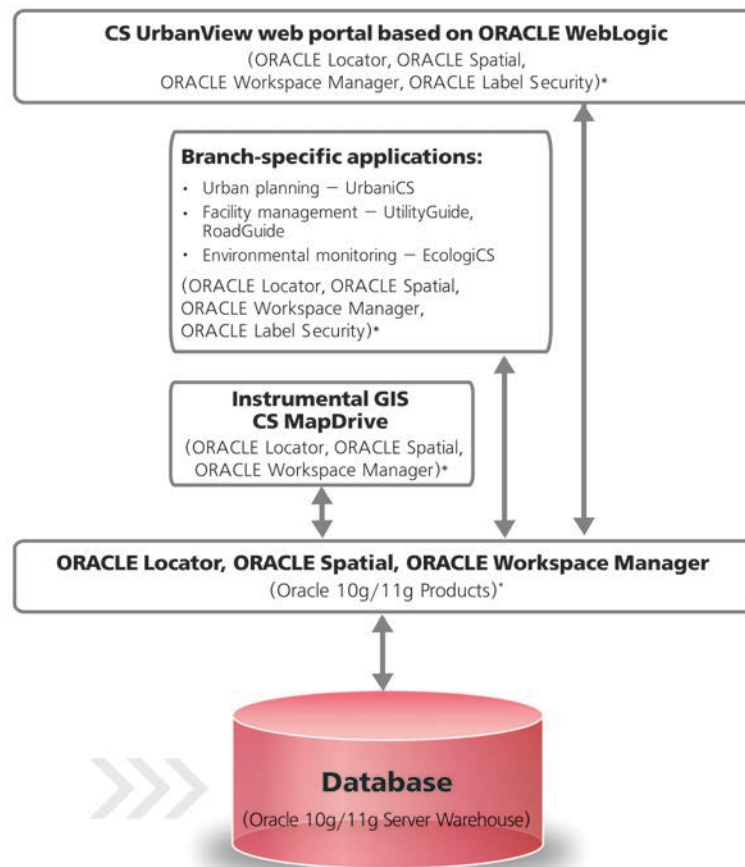 CS UrbanView web portal based on ORACLE WebLogic
(ORACLE Locator, ORACLE Spatial,
ORACLE Workspace Manager, ORACLE Label Security)*
Branch-specific applications:
• Urban planning – UrbaniCS
• Facility management – UtilityGuide,
RoadGuide
• Environmental monitoring – EcologiCS
(ORACLE Locator, ORACLE Spatial,
ORACLE Workspace Manager,
ORACLE Label Security)*
Instrumental GIS
CS MapDrive
(ORACLE Locator, ORACLE Spatial,
ORACLE Workspace Manager)*
ORACLE Locator, ORACLE Spatial, ORACLE Workspace Manager
(Oracle 10g/11g Products)*
Database
(Oracle 10g/11g Server Warehouse)